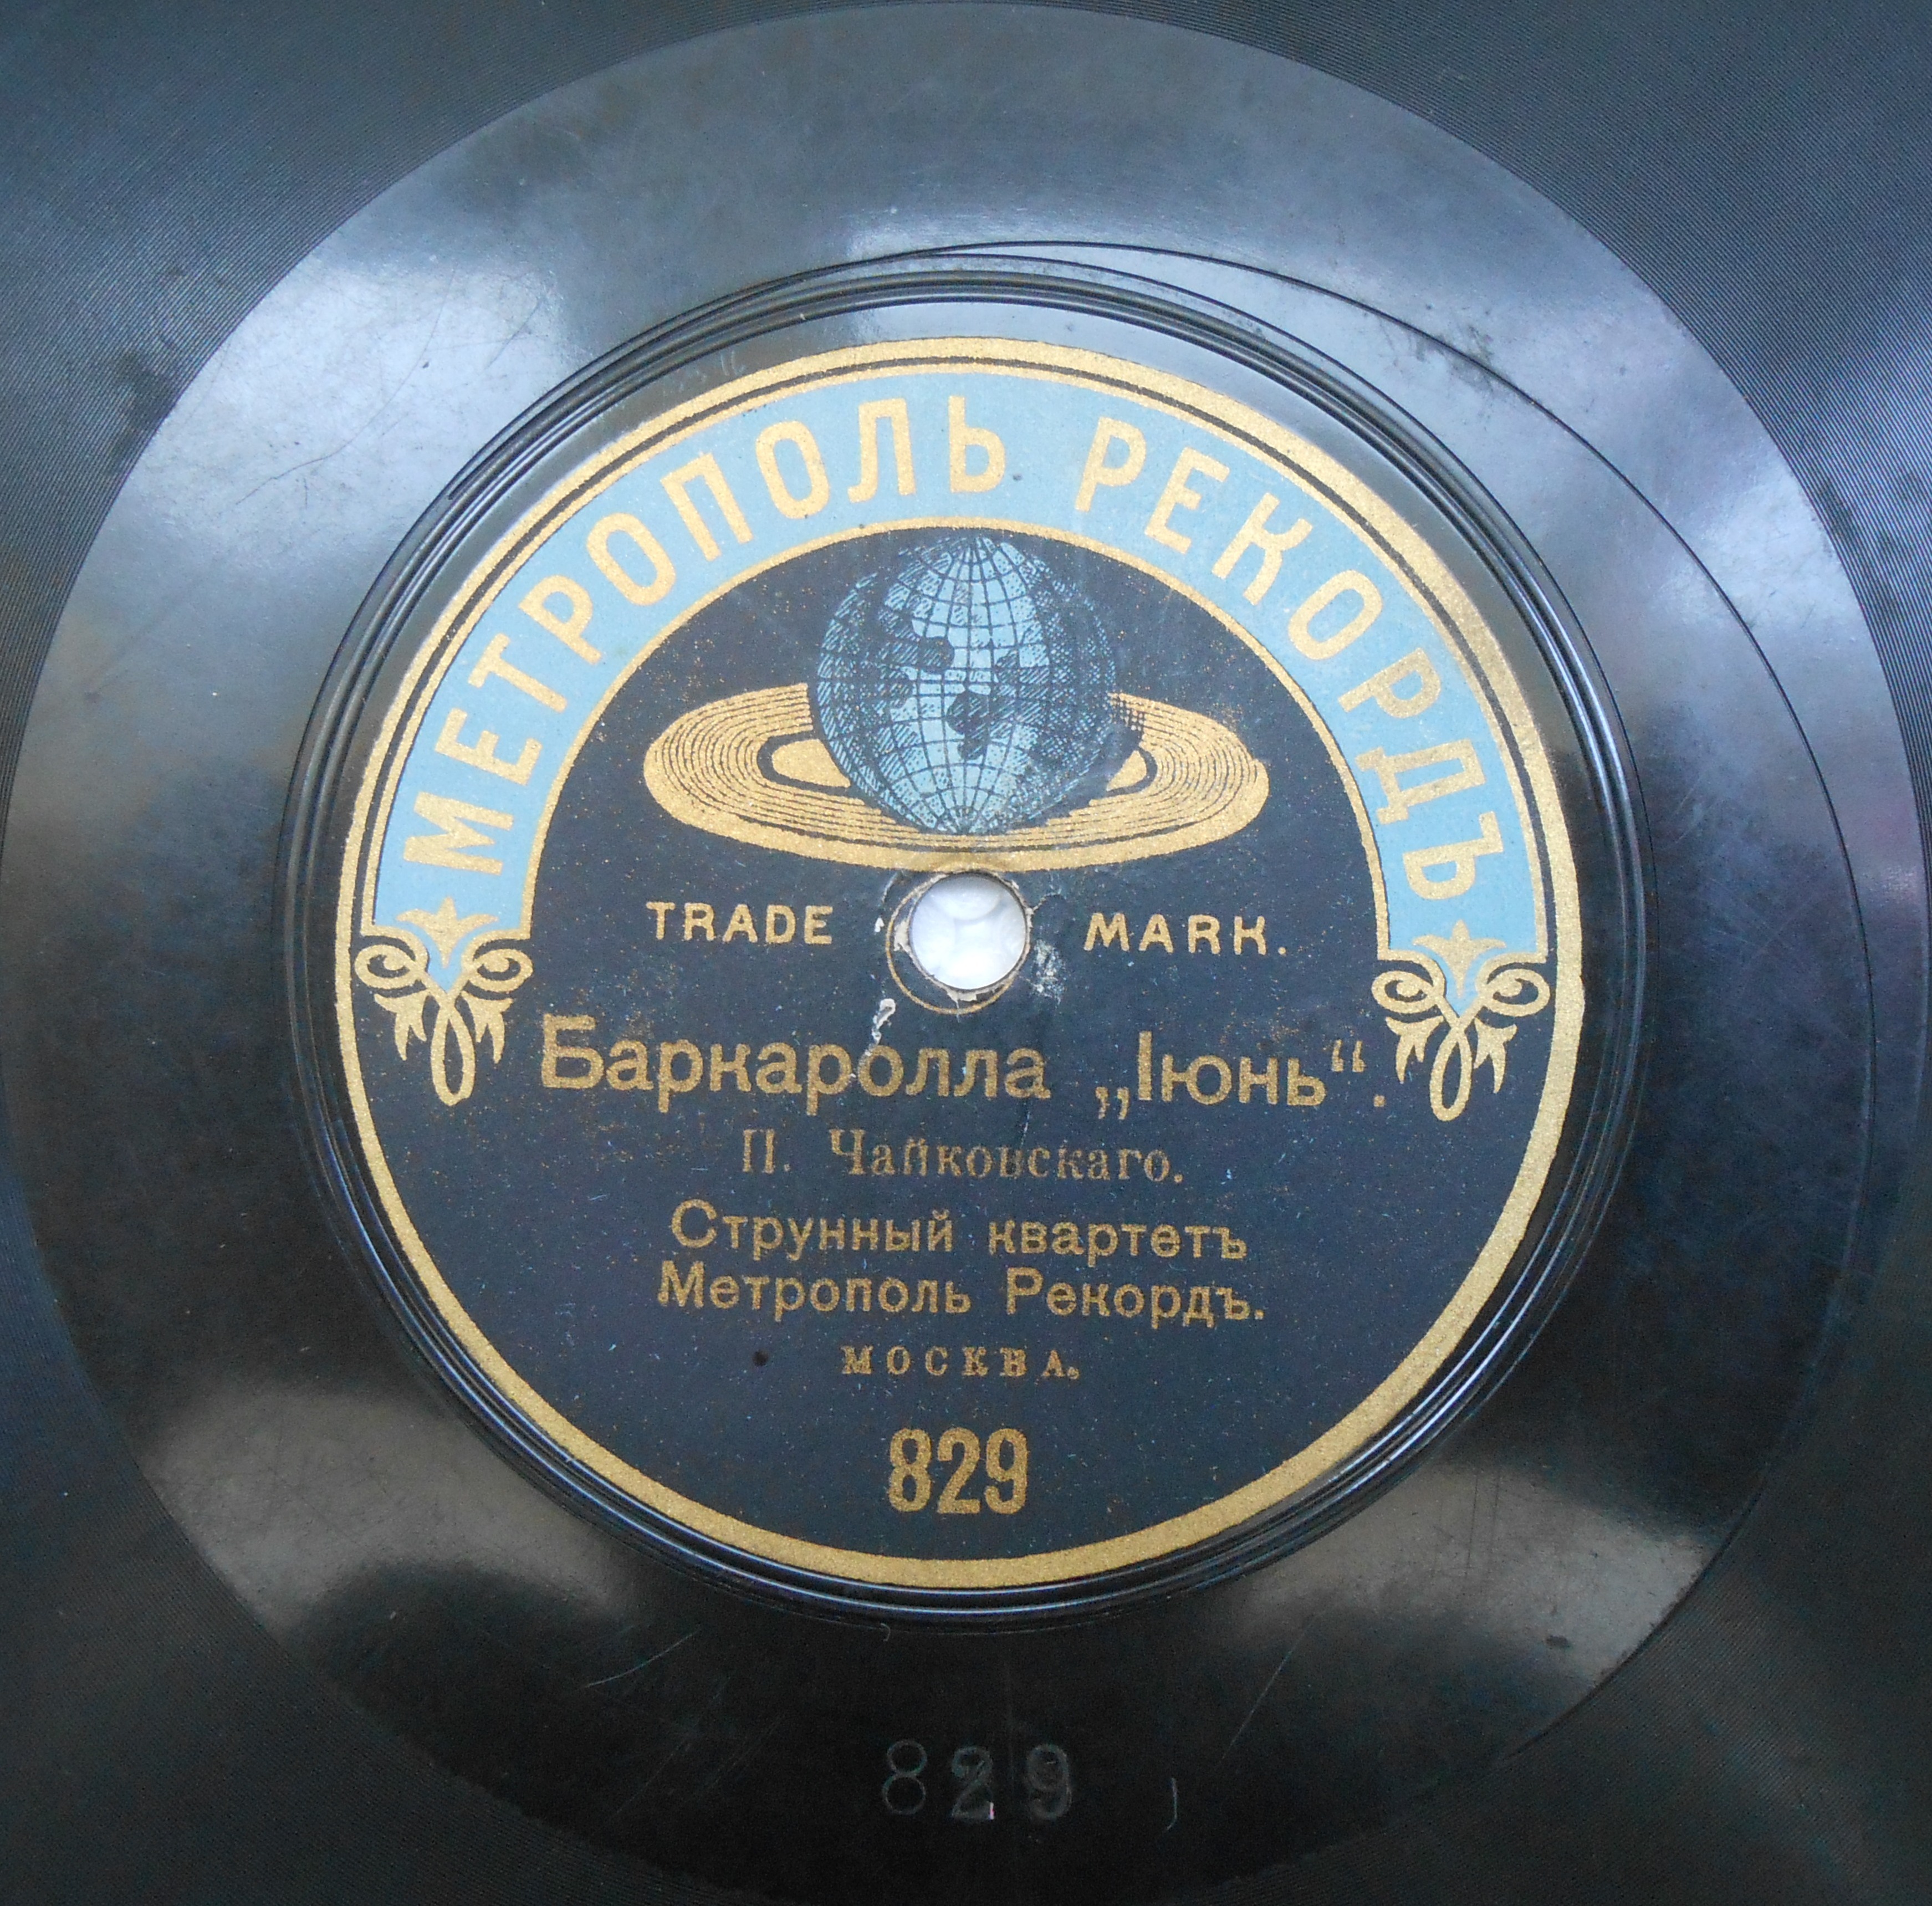 МЕТРОПОЛЬ РЕКОРДЪ
TRADE MARK.
Баркаролла „Іюнь“.
П. Чайковскаго.
Струнный квартетъ
Метрополь Рекордъ.
МОСКВА.
829
829